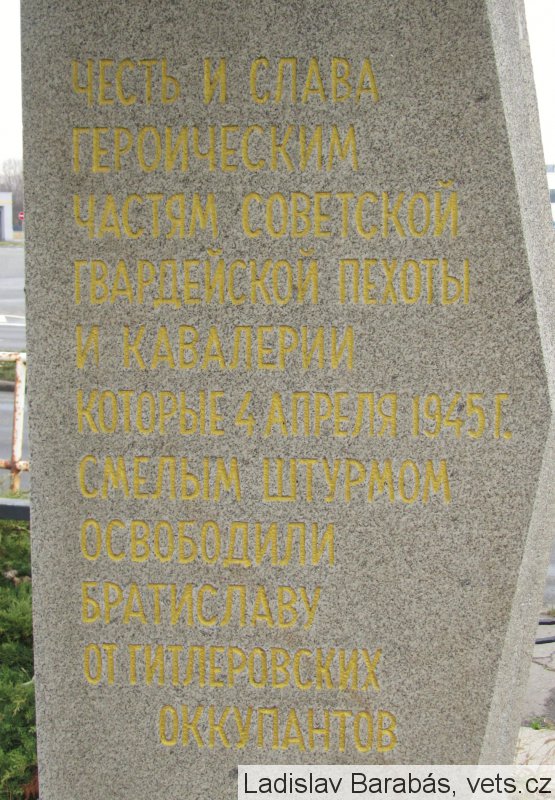 ЧЕСТЬ И СЛАВА
ГЕРОИЧЕСКИМ
ЧАСТЯМ СОВЕТСКОЙ
ГВАРДЕЙСКОЙ ПЕХОТЫ
И КАВАЛЕРИИ
КОТОРЫЕ 4 АПРЕЛЯ 1945 Г.
СМЕЛЫМ ШТУРМОМ
ОСВОБОДИЛИ
БРАТИСЛАВУ
ОТ ГИТЛЕРОВСКИХ
ОККУПАНТОВ
Ladislav Barabás, vets.cz